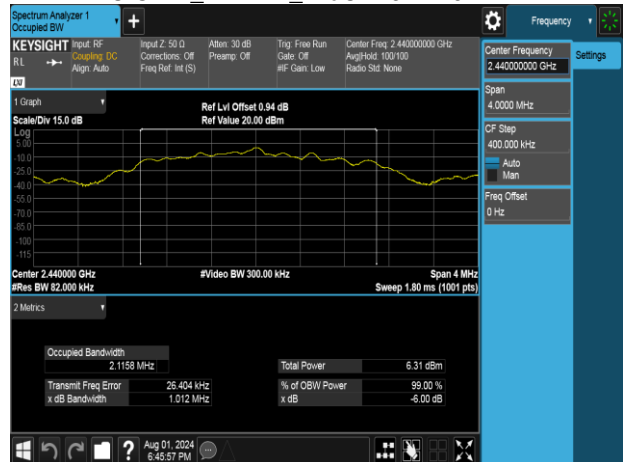 Spectrum Analyzer 1
Occupied BW
Frequency
KEYSIGHT
Input: RF
Coupling: DC
Align: Auto
Input Z: 50 Ω
Corrections: Off
Freq Ref: Int (S)
Atten: 30 dB
Preamp: Off
Trig: Free Run
Gate: Off
#IF Gain: Low
Center Freq: 2.440000000 GHz
Avg|Hold: 100/100
Radio Std: None
RL
LXI
Center Frequency
2.440000000 GHz
Settings
Span
4.0000 MHz
CF Step
400.000 kHz
Auto
Man
Freq Offset
0 Hz
1 Graph
Scale/Div 15.0 dB
Ref Lvl Offset 0.94 dB
Ref Value 20.00 dBm
Log
5.00
-10.0
-25.0
-40.0
-55.0
-70.0
-85.0
-100
-115
Center 2.440000 GHz
#Res BW 82.000 kHz
#Video BW 300.00 kHz
Span 4 MHz
Sweep 1.80 ms (1001 pts)
2 Metrics
Occupied Bandwidth
2.1158 MHz
Total Power 6.31 dBm
Transmit Freq Error 26.404 kHz
% of OBW Power 99.00 %
x dB Bandwidth 1.012 MHz
x dB -6.00 dB
Aug 01, 2024
6:45:57 PM